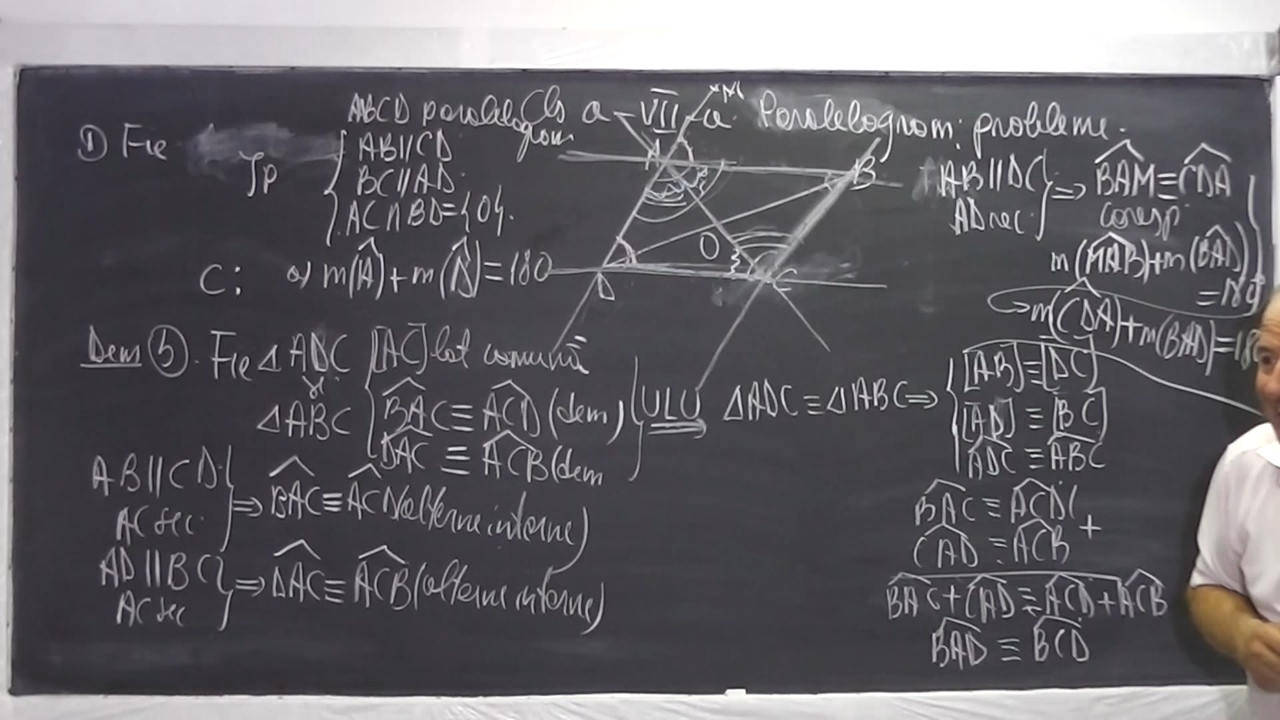 Cls a - VII - a Paralelogram; probleme.
1) Fie ABCD paralelogram
Jp { AB||CD
BC||AD
AC∩BD={O}.
C: a) m(Â)+m(D̂)=180
M
A
B
O
D
C
AB||DC
AD sec. } ⇒ BAM≡CDA
coresp.
m(MAB)+m(BAD)
=180
m(CDA)+m(BAD)=180
Dem b). Fie △ADC { [AC] lat comună
și
△ABC BAC≡ACD (dem)
DAC≡ACB (dem } ULU △ADC≡△ABC ⇒ { [AB]≡[DC]
[AD]≡[BC]
ADC≡ABC
AB||CD
AC sec. } ⇒ BAC≡ACD (alterne interne)
AD||BC
AC sec } ⇒ DAC≡ACB (alterne interne)
BAC≡ACD
CAD≡ACB +
BAC+CAD≡ACD+ACB
BAD≡BCD